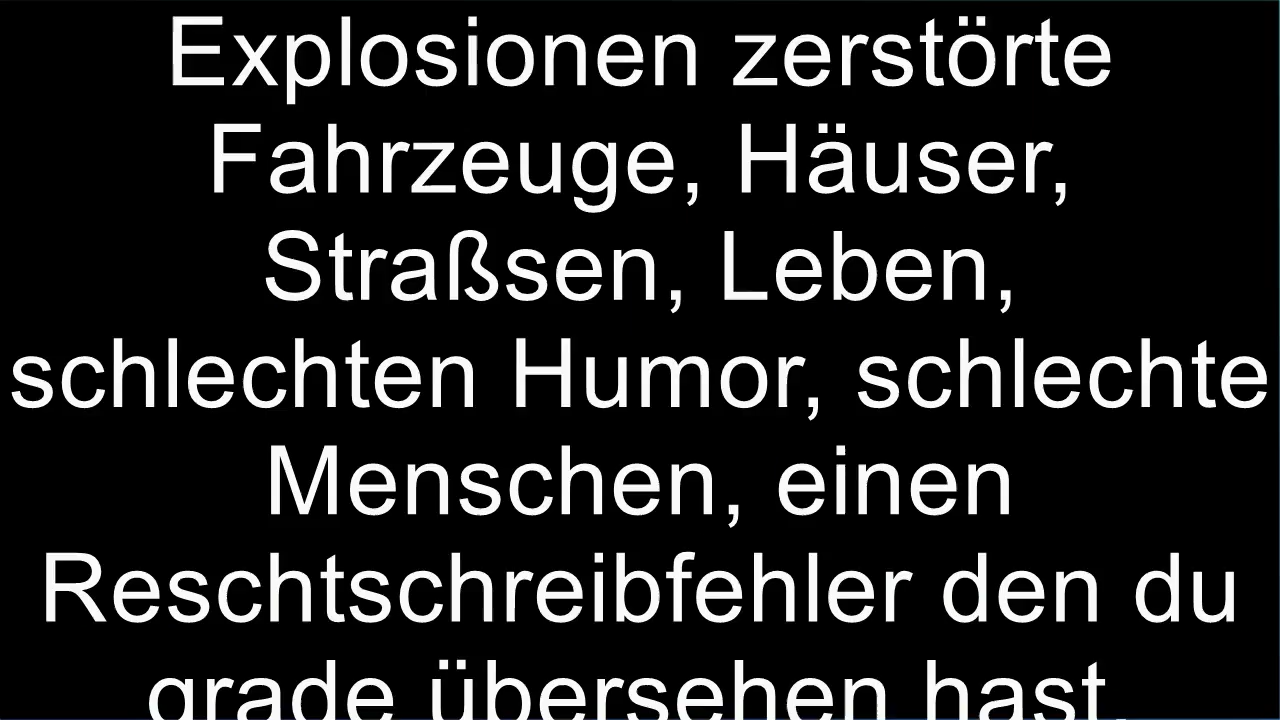 Explosionen zerstörte
Fahrzeuge, Häuser,
Straßsen, Leben,
schlechten Humor, schlechte
Menschen, einen
Reschtschreibfehler den du
grade übersehen hast,